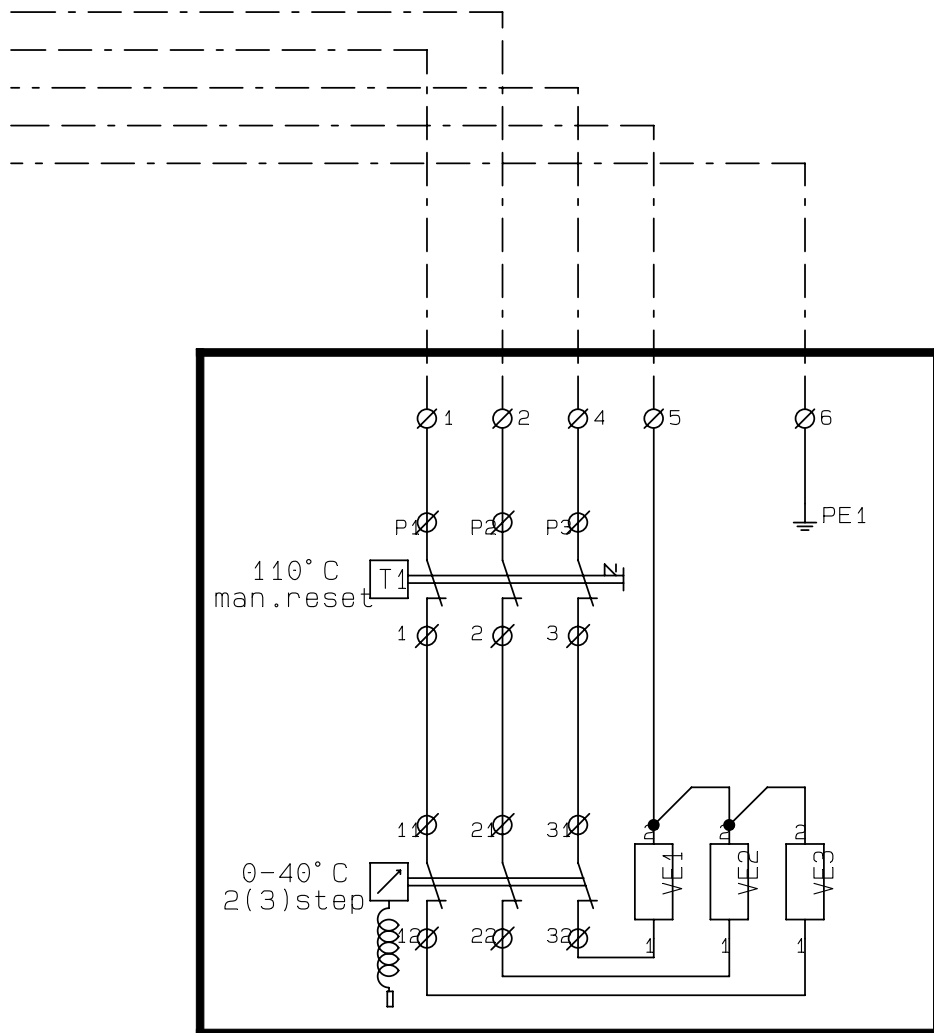 1 2 4 5 6
P1 P2 P3 PE1
110°C T1
man.reset
1 2 3
11 21 31 2 2 2
0-40°C VE1 VE2 VE3
2(3)step
12 22 32 1 1 1